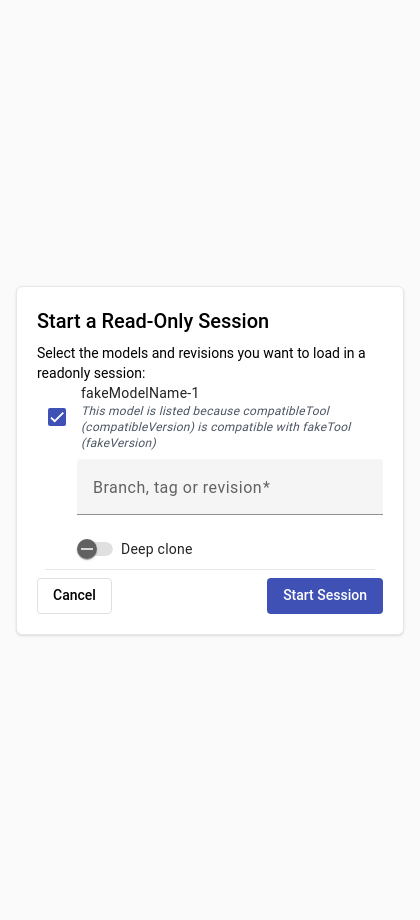 Start a Read-Only Session
Select the models and revisions you want to load in a
readonly session:
fakeModelName-1
This model is listed because compatibleTool
(compatibleVersion) is compatible with fakeTool
(fakeVersion)
Branch, tag or revision*
Deep clone
Cancel
Start Session